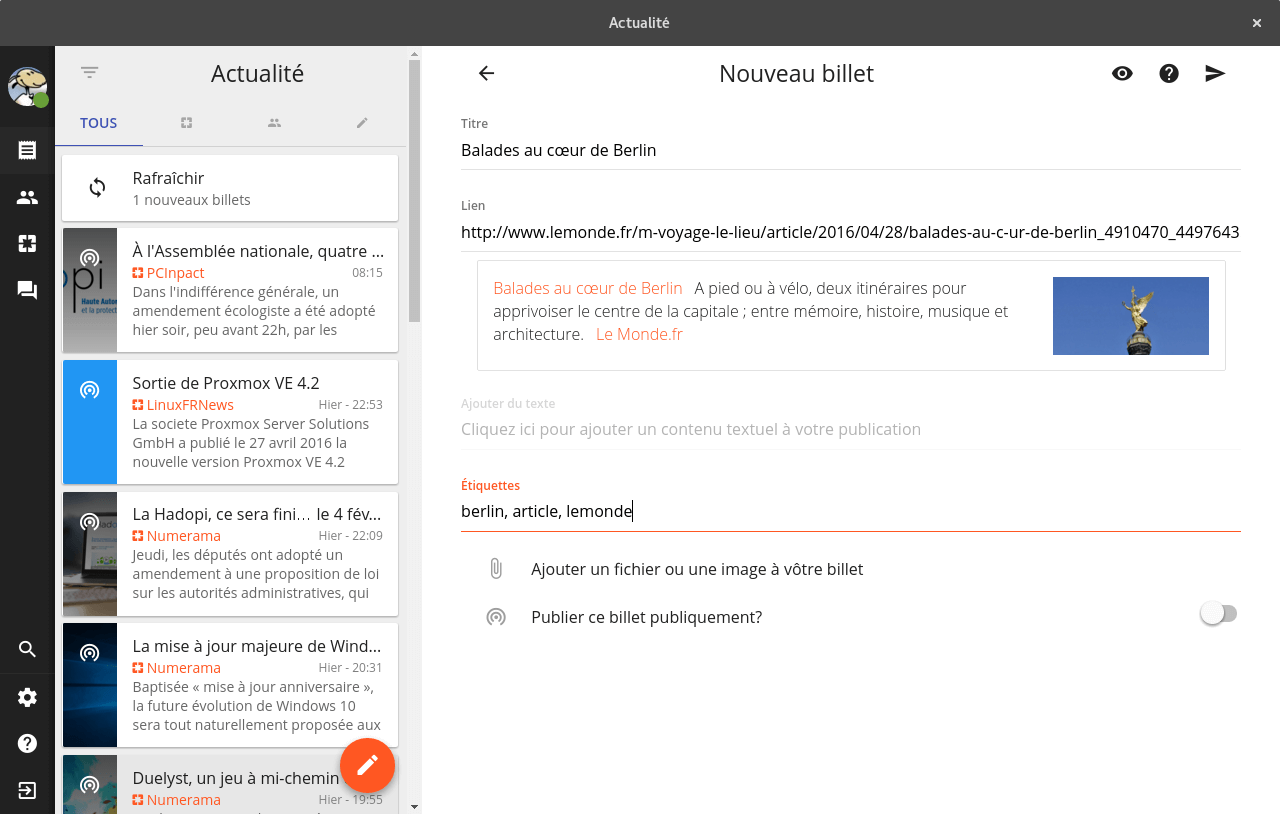 Actualité
Actualité
TOUS
Rafraîchir
1 nouveaux billets
À l'Assemblée nationale, quatre ...
PCInpact 08:15
Dans l'indifférence générale, un
amendement écologiste a été adopté
hier soir, peu avant 22h, par les
pi
Haute Autor
et la protect
Sortie de Proxmox VE 4.2
LinuxFRNews Hier - 22:53
La societe Proxmox Server Solutions
GmbH a publié le 27 avril 2016 la
nouvelle version Proxmox VE 4.2
La Hadopi, ce sera fini… le 4 fév...
Numerama Hier - 22:09
Jeudi, les députés ont adopté un
amendement à une proposition de loi
sur les autorités administratives, qui
La mise à jour majeure de Wind...
Numerama Hier - 20:31
Baptisée « mise à jour anniversaire »,
la future évolution de Windows 10
sera tout naturellement proposée aux
Duelyst, un jeu à mi-chemin
Numerama Hier - 19:55
Nouveau billet
Titre
Balades au cœur de Berlin
Lien
http://www.lemonde.fr/m-voyage-le-lieu/article/2016/04/28/balades-au-c-ur-de-berlin_4910470_4497643
Balades au cœur de Berlin A pied ou à vélo, deux itinéraires pour
apprivoiser le centre de la capitale ; entre mémoire, histoire, musique et
architecture. Le Monde.fr
Ajouter du texte
Cliquez ici pour ajouter un contenu textuel à votre publication
Étiquettes
berlin, article, lemonde
Ajouter un fichier ou une image à vôtre billet
Publier ce billet publiquement?